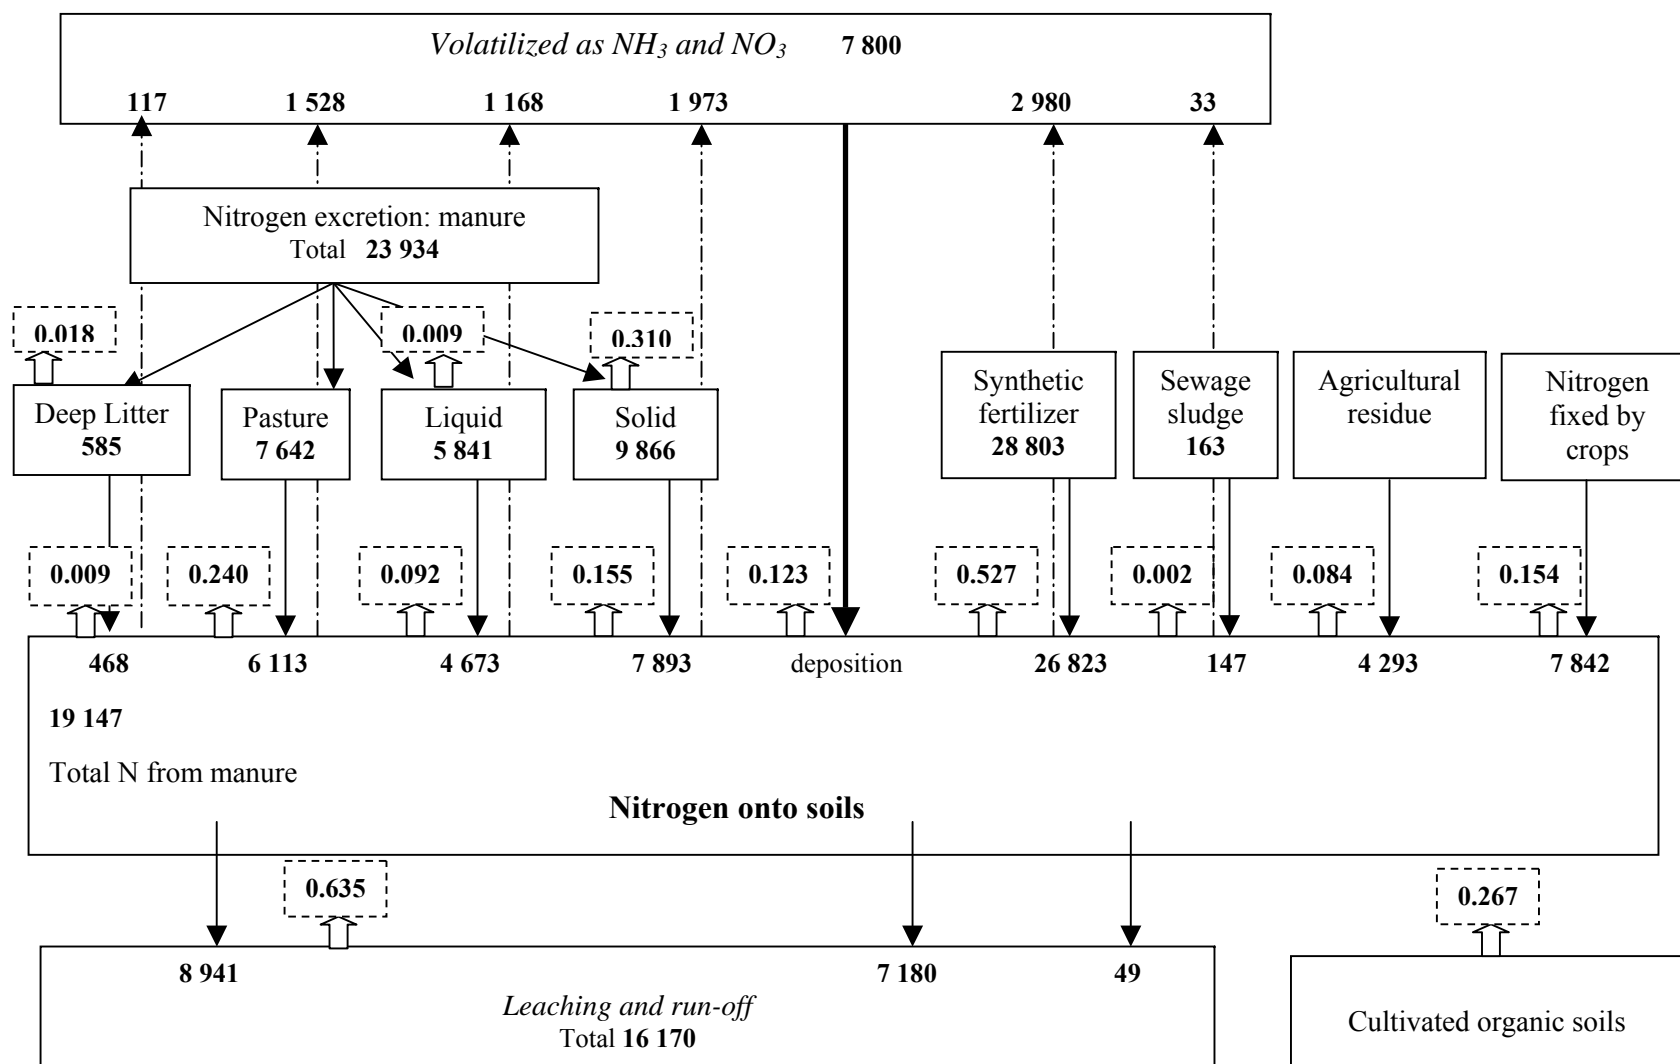 Volatilized as NH₃ and NO₃ 7 800
117 1 528 1 168 1 973 2 980 33
Nitrogen excretion: manure
Total 23 934
0.018 0.009 0.310
Deep Litter
585
Pasture
7 642
Liquid
5 841
Solid
9 866
Synthetic
fertilizer
28 803
Sewage
sludge
163
Agricultural
residue
Nitrogen
fixed by
crops
0.009 0.240 0.092 0.155 0.123 0.527 0.002 0.084 0.154
468 6 113 4 673 7 893 deposition 26 823 147 4 293 7 842
19 147
Total N from manure
Nitrogen onto soils
0.635 0.267
8 941 7 180 49
Leaching and run-off
Total 16 170
Cultivated organic soils